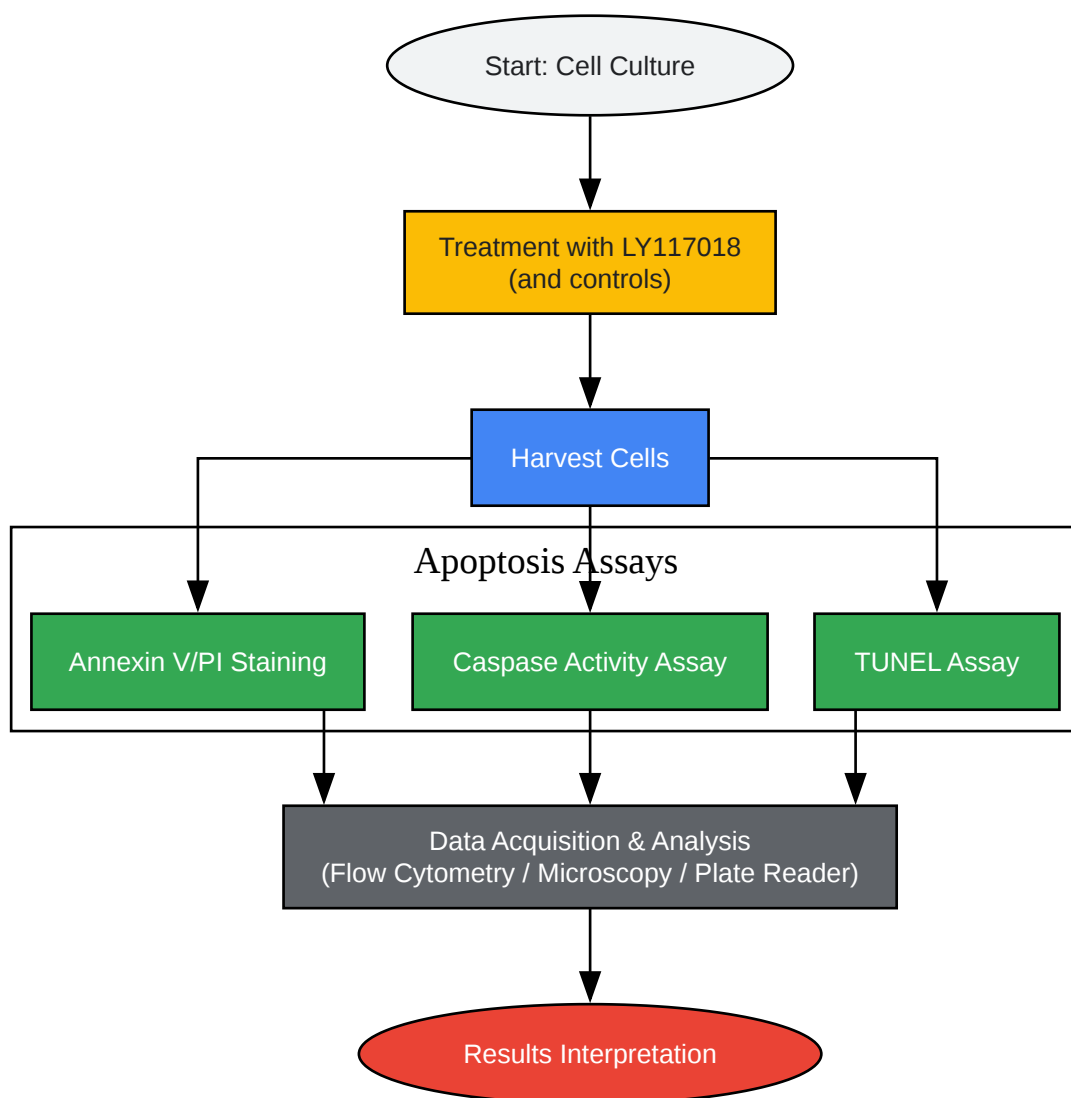 Start: Cell Culture
Treatment with LY117018
(and controls)
Harvest Cells
Apoptosis Assays
Annexin V/PI Staining
Caspase Activity Assay
TUNEL Assay
Data Acquisition & Analysis
(Flow Cytometry / Microscopy / Plate Reader)
Results Interpretation